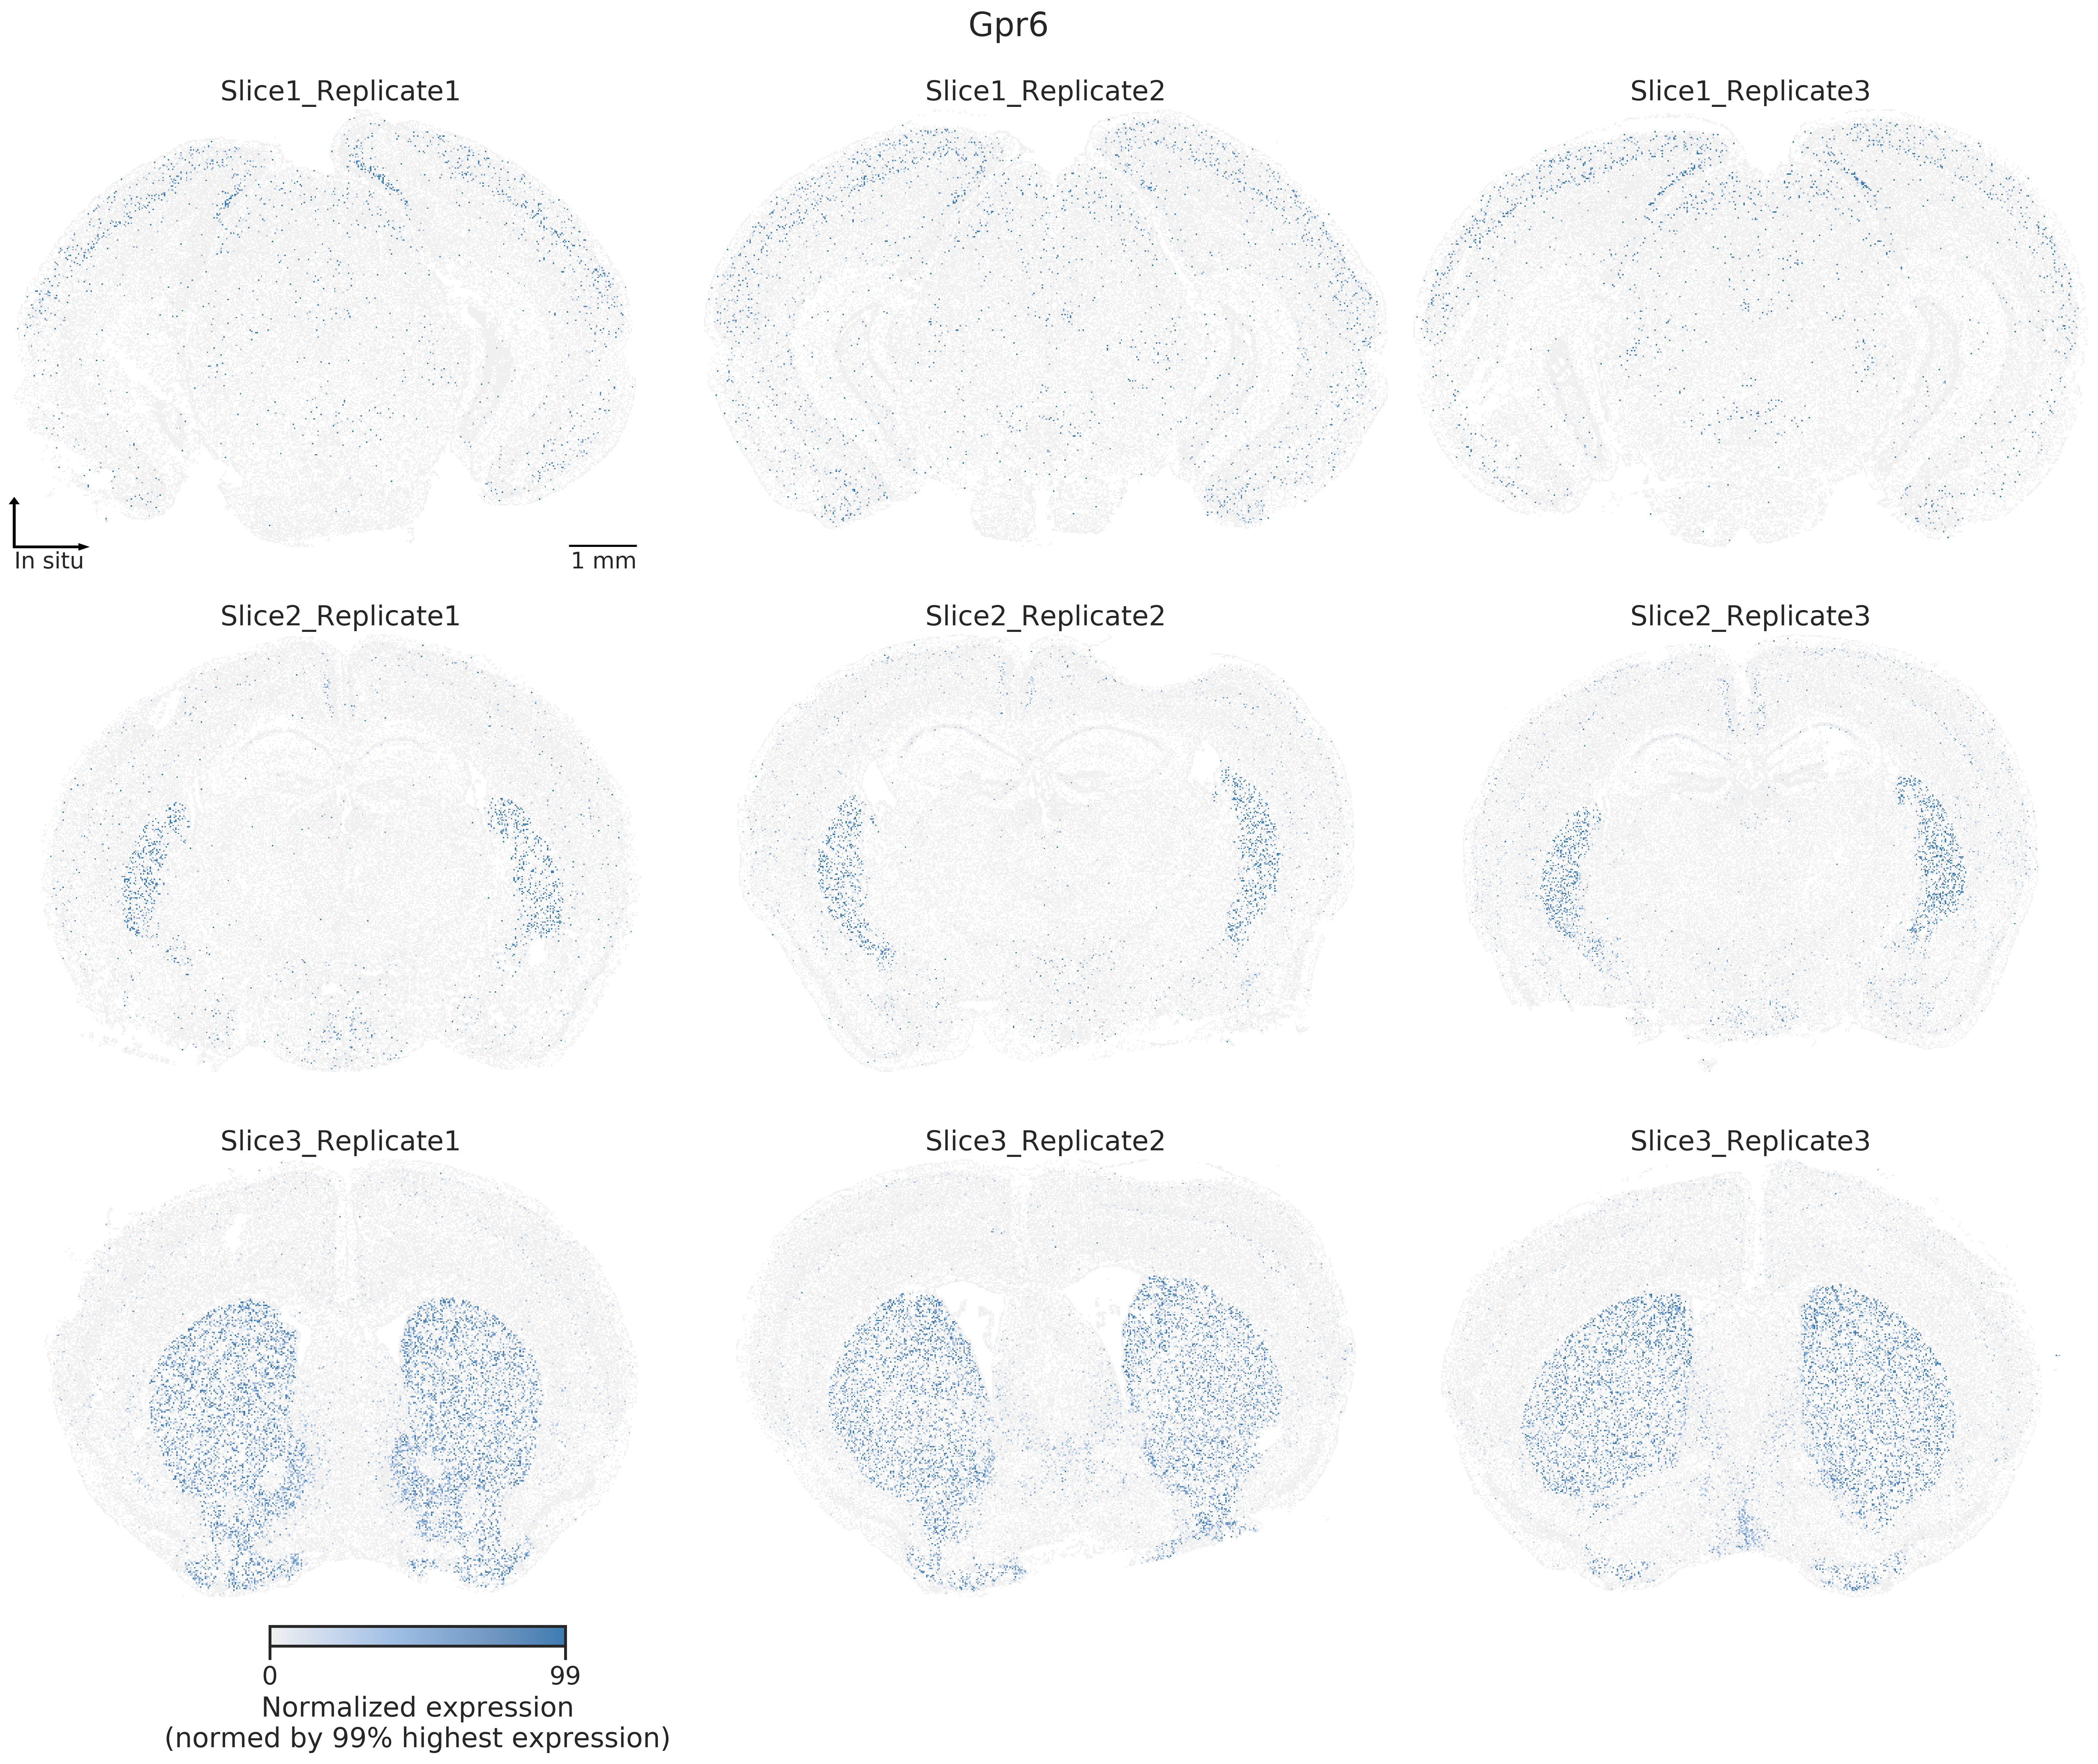 Gpr6
Slice1_Replicate1
Slice1_Replicate2
Slice1_Replicate3
In situ
1 mm
Slice2_Replicate1
Slice2_Replicate2
Slice2_Replicate3
Slice3_Replicate1
Slice3_Replicate2
Slice3_Replicate3
0
99
Normalized expression
(normed by 99% highest expression)